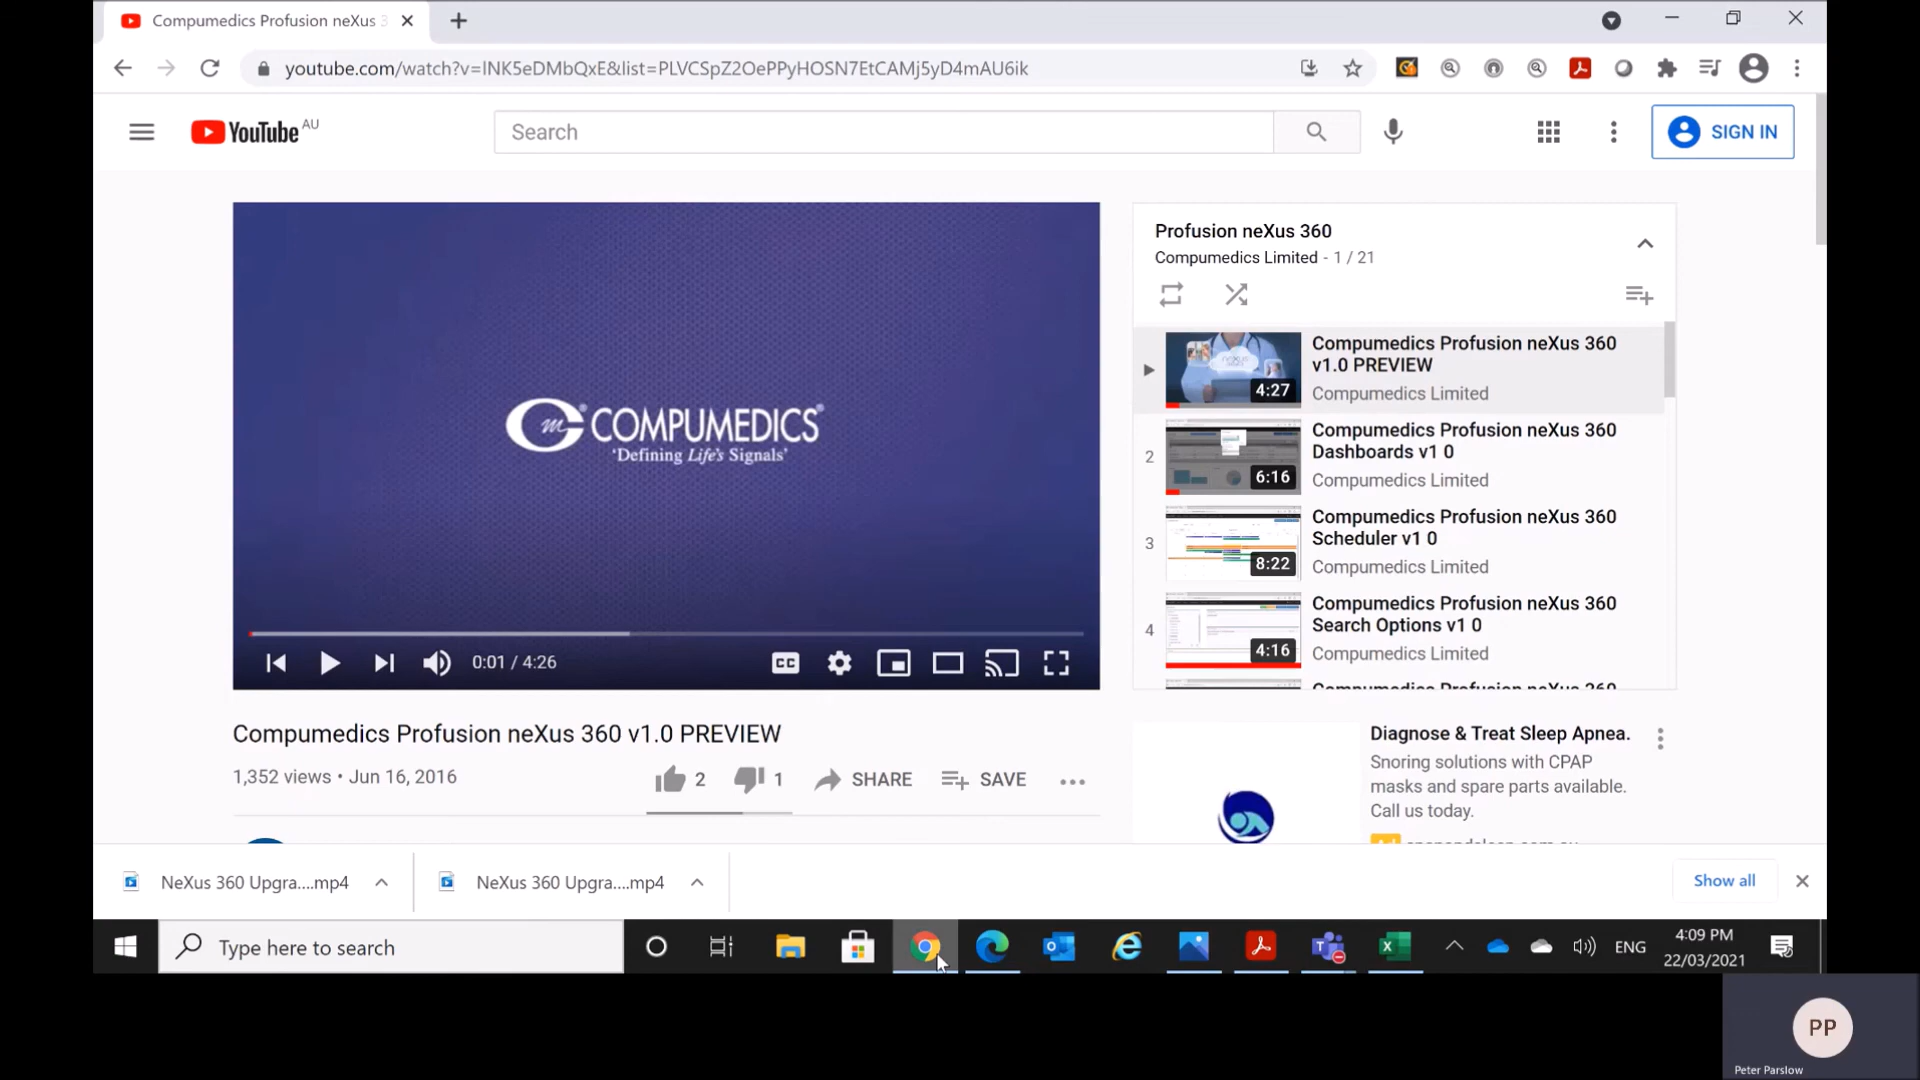 Compumedics Profusion neXus 3
youtube.com/watch?v=INK5eDMbQxE&list=PLVCSpZ2OePPyHOSN7EtCAMj5yD4mAU6ik
YouTube AU
Search
SIGN IN
COMPUMEDICS®
'Defining Life's Signals'
0:01 / 4:26
CC
Profusion neXus 360
Compumedics Limited - 1 / 21
Compumedics Profusion neXus 360
v1.0 PREVIEW
Compumedics Limited
4:27
2
Compumedics Profusion neXus 360
Dashboards v1 0
Compumedics Limited
6:16
3
Compumedics Profusion neXus 360
Scheduler v1 0
Compumedics Limited
8:22
4
Compumedics Profusion neXus 360
Search Options v1 0
Compumedics Limited
4:16
Compumedics Profusion neXus 360
Compumedics Profusion neXus 360 v1.0 PREVIEW
1,352 views • Jun 16, 2016
2
1
SHARE
SAVE
Diagnose & Treat Sleep Apnea.
Snoring solutions with CPAP
masks and spare parts available.
Call us today.
NeXus 360 Upgra....mp4
NeXus 360 Upgra....mp4
Show all
Type here to search
ENG
4:09 PM
22/03/2021
PP
Peter Parslow